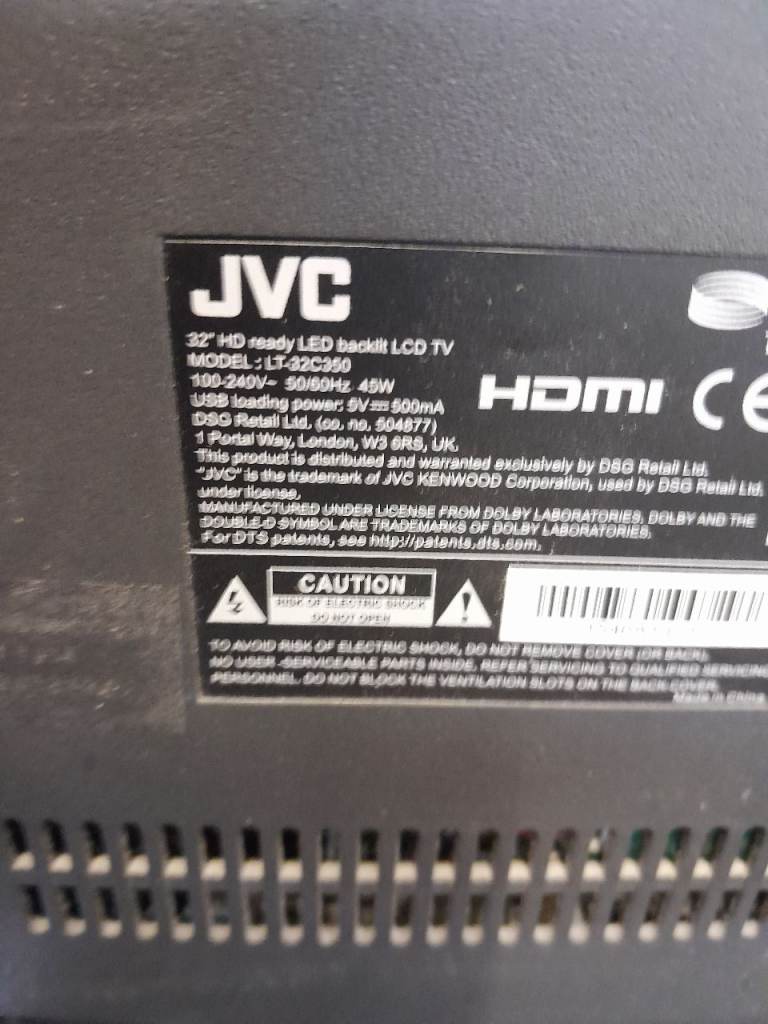 JVC
32" HD ready LED backlit LCD TV
MODEL : LT-32C350
100-240V~ 50/60Hz 45W
USB loading power: 5V⎓500mA
HDMI CE
DSG Retail Ltd. (co. no. 504877)
1 Portal Way, London, W3 6RS, UK.
This product is distributed and warranted exclusively by DSG Retail Ltd.
"JVC" is the trademark of JVC KENWOOD Corporation, used by DSG Retail Ltd.
under license.
MANUFACTURED UNDER LICENSE FROM DOLBY LABORATORIES. DOLBY AND THE
DOUBLE-D SYMBOL ARE TRADEMARKS OF DOLBY LABORATORIES.
For DTS patents, see http://patents.dts.com.
CAUTION
RISK OF ELECTRIC SHOCK
DO NOT OPEN
TO AVOID RISK OF ELECTRIC SHOCK, DO NOT REMOVE COVER (OR BACK).
NO USER -SERVICEABLE PARTS INSIDE. REFER SERVICING TO QUALIFIED SERVICING
PERSONNEL. DO NOT BLOCK THE VENTILATION SLOTS ON THE BACK COVER.
Made in China